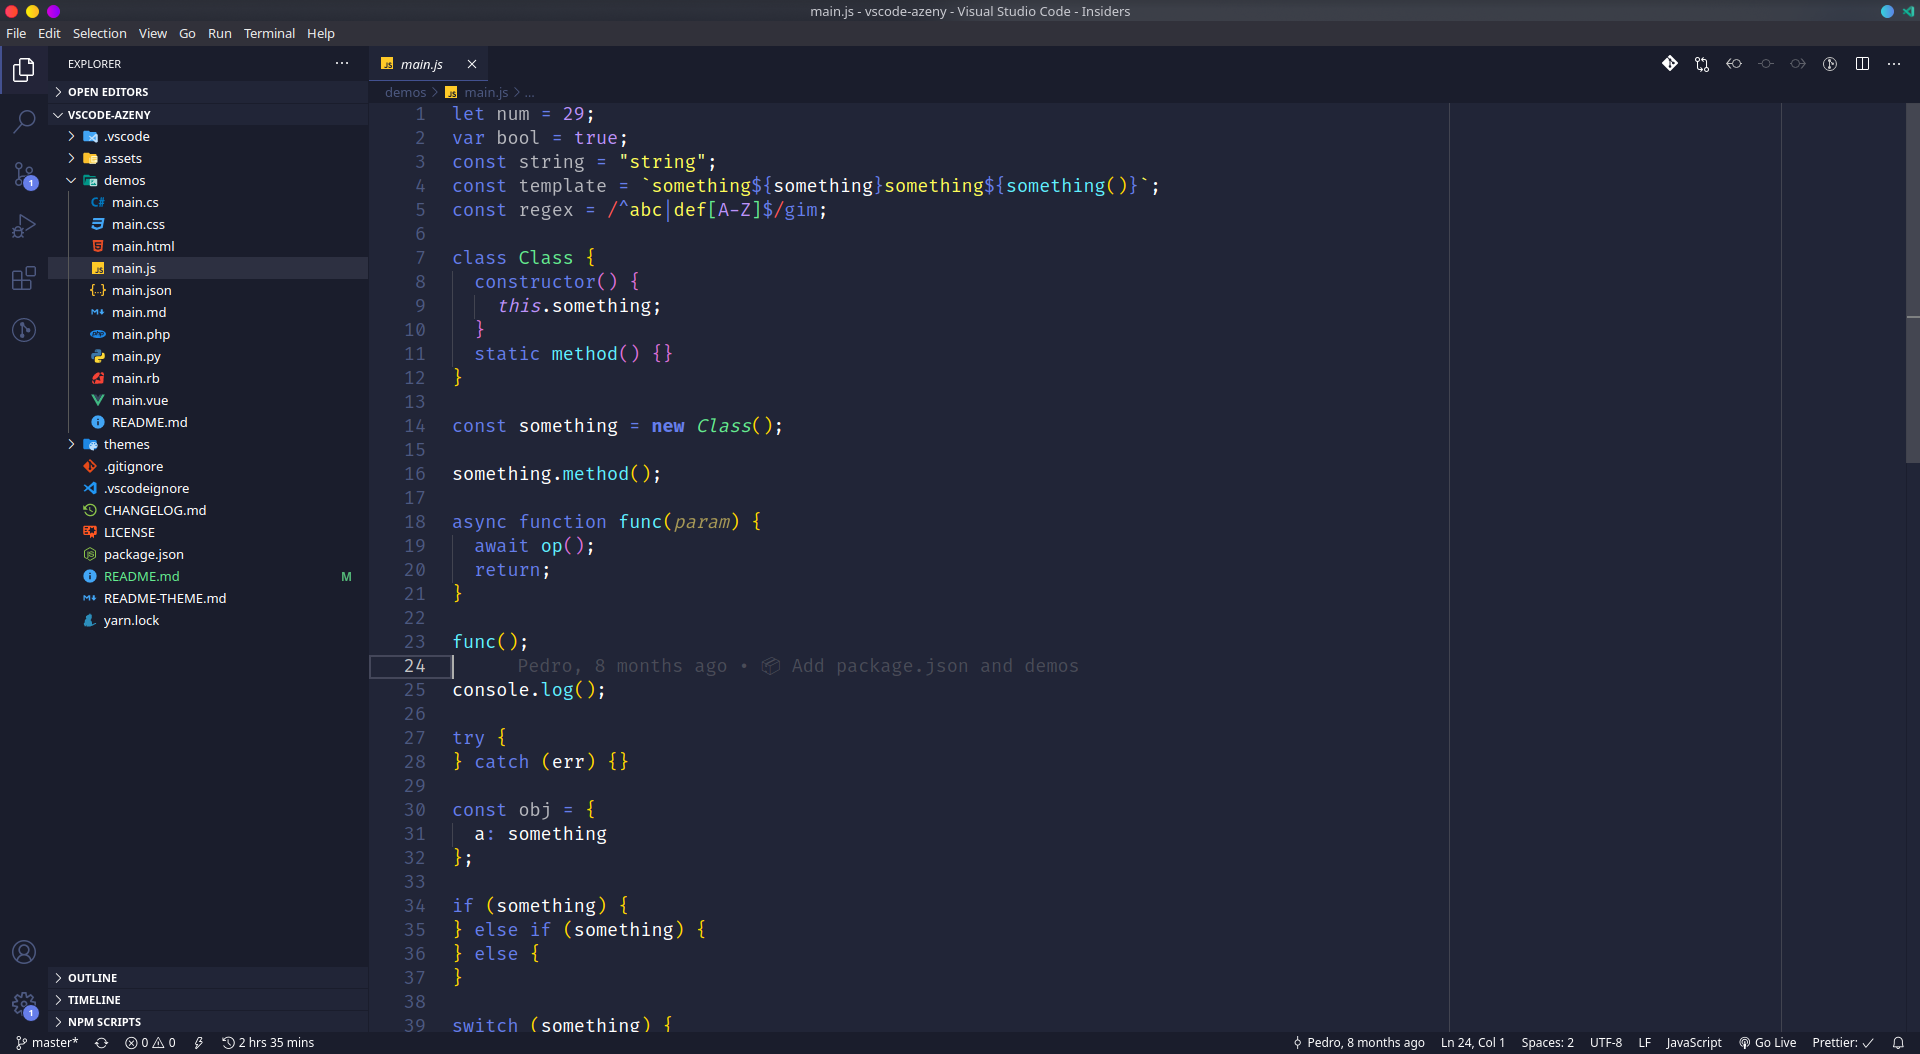 main.js - vscode-azeny - Visual Studio Code - Insiders
File Edit Selection View Go Run Terminal Help
EXPLORER
OPEN EDITORS
VSCODE-AZENY
.vscode
assets
demos
main.cs
main.css
main.html
main.js
main.json
main.md
main.php
main.py
main.rb
main.vue
README.md
themes
.gitignore
.vscodeignore
CHANGELOG.md
LICENSE
package.json
README.md M
README-THEME.md
yarn.lock
OUTLINE
TIMELINE
NPM SCRIPTS
1
1
main.js
demos > main.js > ...
1 let num = 29;
2 var bool = true;
3 const string = "string";
4 const template = `something${something}something${something()}`;
5 const regex = /^abc|def[A-Z]$/gim;
6
7 class Class {
8 constructor() {
9 this.something;
10 }
11 static method() {}
12 }
13
14 const something = new Class();
15
16 something.method();
17
18 async function func(param) {
19 await op();
20 return;
21 }
22
23 func();
24 Pedro, 8 months ago • 📦 Add package.json and demos
25 console.log();
26
27 try {
28 } catch (err) {}
29
30 const obj = {
31 a: something
32 };
33
34 if (something) {
35 } else if (something) {
36 } else {
37 }
38
39 switch (something) {
master* 0 0 2 hrs 35 mins Pedro, 8 months ago Ln 24, Col 1 Spaces: 2 UTF-8 LF JavaScript Go Live Prettier: ✓